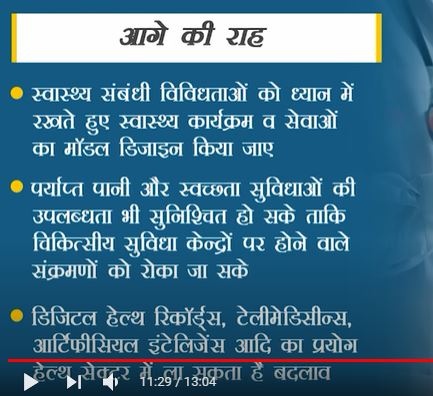 आगे की राह
स्वास्थ्य संबंधी विविधताओं को ध्यान में
रखते हुए स्वास्थ्य कार्यक्रम व सेवाओं
का मॉडल डिजाइन किया जाए
पर्याप्त पानी और स्वच्छता सुविधाओं की
उपलब्धता भी सुनिश्चित हो सके ताकि
चिकित्सीय सुविधा केन्द्रों पर होने वाले
संक्रमणों को रोका जा सके
डिजिटल हेल्थ रिकॉर्ड्स, टेलीमेडिसीन्स,
आर्टिफीसियल इंटेलिजेंस आदि का प्रयोग
हेल्थ सेक्टर में ला सकता है बदलाव
11:29 / 13:04